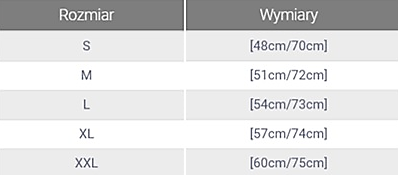 Rozmiar Wymiary
S [48cm/70cm]
M [51cm/72cm]
L [54cm/73cm]
XL [57cm/74cm]
XXL [60cm/75cm]